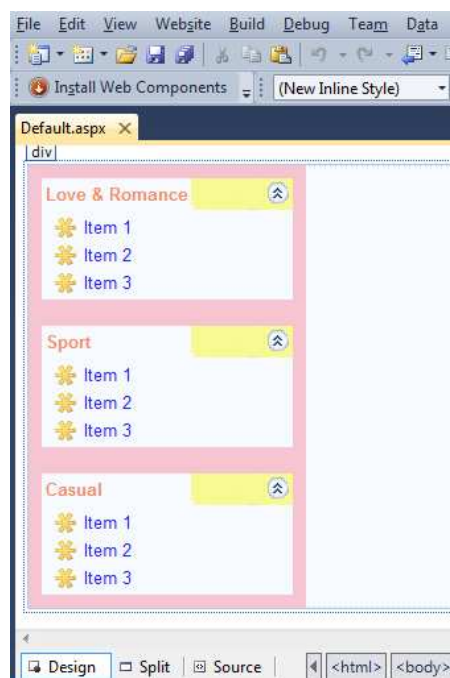 File Edit View Website Build Debug Team Data
Install Web Components (New Inline Style)
Default.aspx
div
Love & Romance
Item 1
Item 2
Item 3
Sport
Item 1
Item 2
Item 3
Casual
Item 1
Item 2
Item 3
Design Split Source <html> <body>